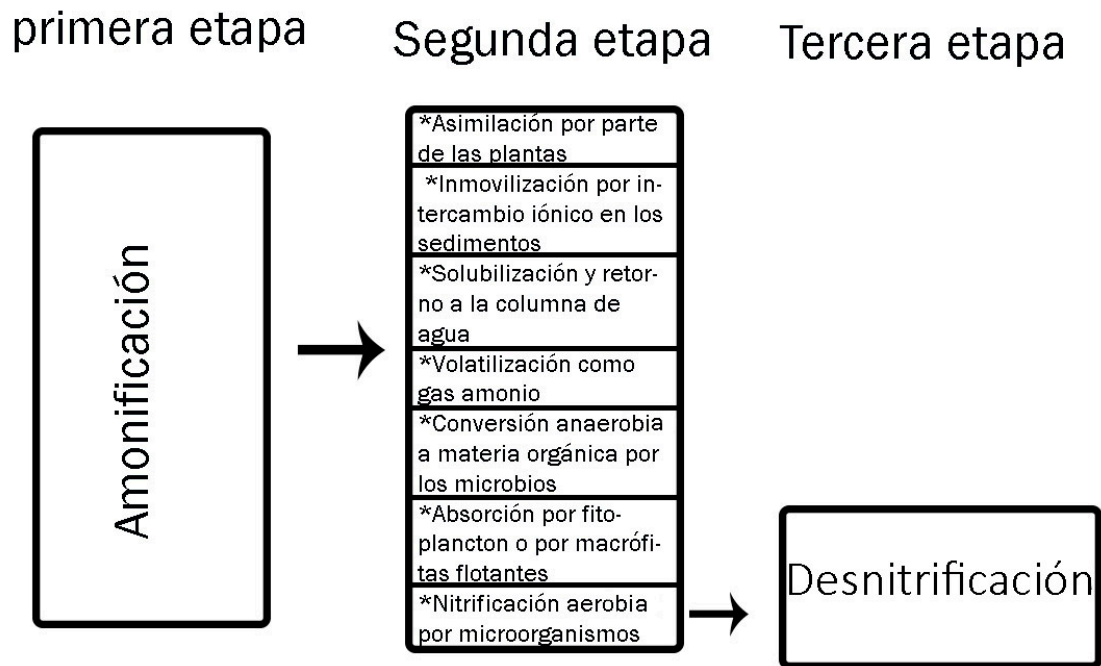 primera etapa
Segunda etapa
Tercera etapa
Amonificación
*Asimilación por parte
de las plantas
*Inmovilización por in-
tercambio iónico en los
sedimentos
*Solubilización y retor-
no a la columna de
agua
*Volatilización como
gas amonio
*Conversión anaerobia
a materia orgánica por
los microbios
*Absorción por fito-
plancton o por macrófi-
tas flotantes
*Nitrificación aerobia
por microorganismos
Desnitrificación